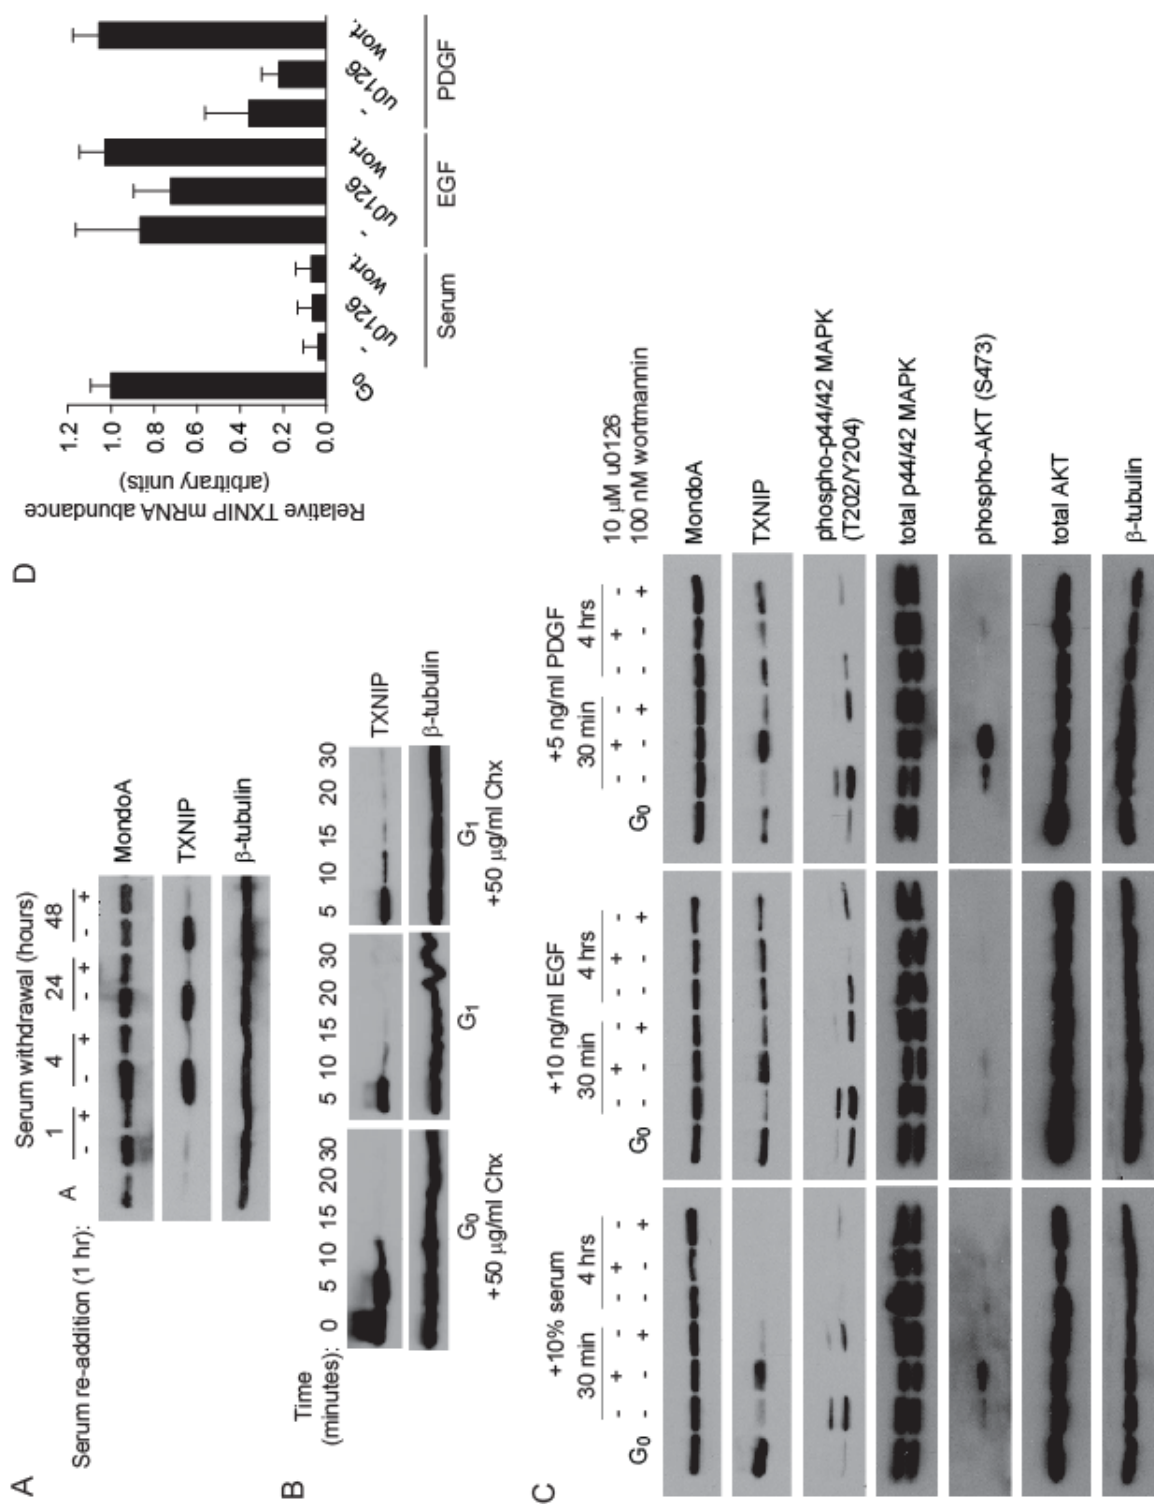 A
Serum withdrawal (hours)
A 1 4 24 48
Serum re-addition (1 hr): - + - + - + - +
MondoA
TXNIP
β-tubulin
B
Time
(minutes): 0 5 10 15 20 30 5 10 15 20 30 5 10 15 20 30
TXNIP
β-tubulin
G0 G1 G1
+50 µg/ml Chx +50 µg/ml Chx
C
+10% serum +10 ng/ml EGF +5 ng/ml PDGF
30 min 4 hrs 30 min 4 hrs 30 min 4 hrs
- + - - + - - + - - + - - + - - + - 10 µM u0126
G0 - - + - - + G0 - - + - - + G0 - - + - - + 100 nM wortmannin
MondoA
TXNIP
phospho-p44/42 MAPK
(T202/Y204)
total p44/42 MAPK
phospho-AKT (S473)
total AKT
β-tubulin
D
Relative TXNIP mRNA abundance
(arbitrary units)
1.2
1.0
0.8
0.6
0.4
0.2
0.0
G0 - u0126 wort. - u0126 wort. - u0126 wort.
Serum EGF PDGF